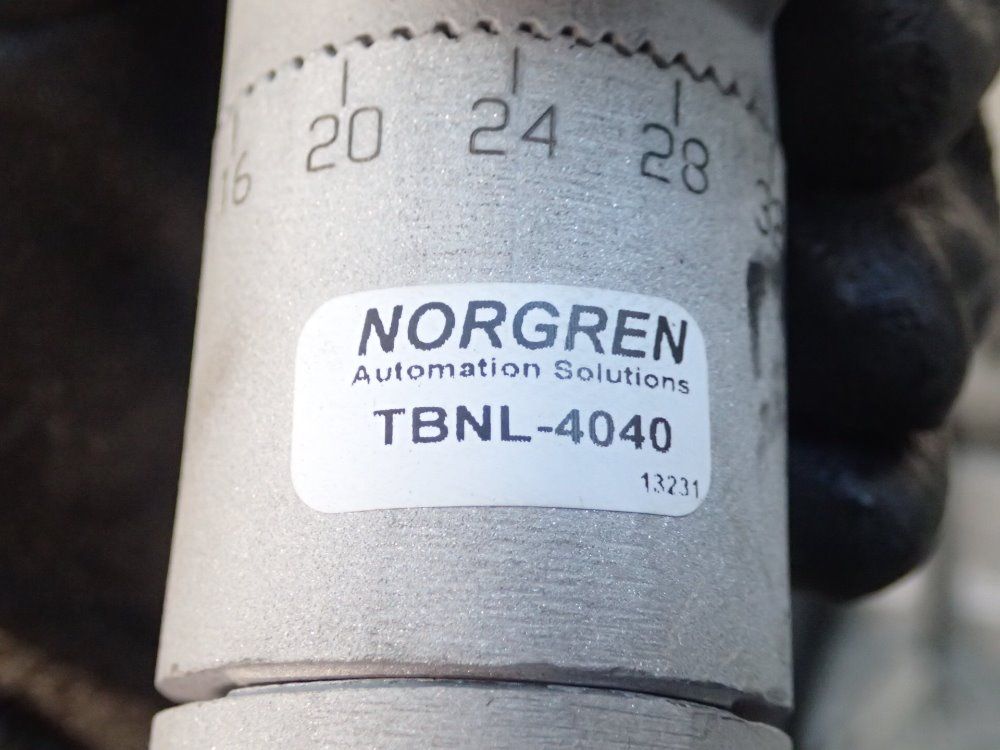 16 20 24 28
NORGREN
Automation Solutions
TBNL-4040
13231